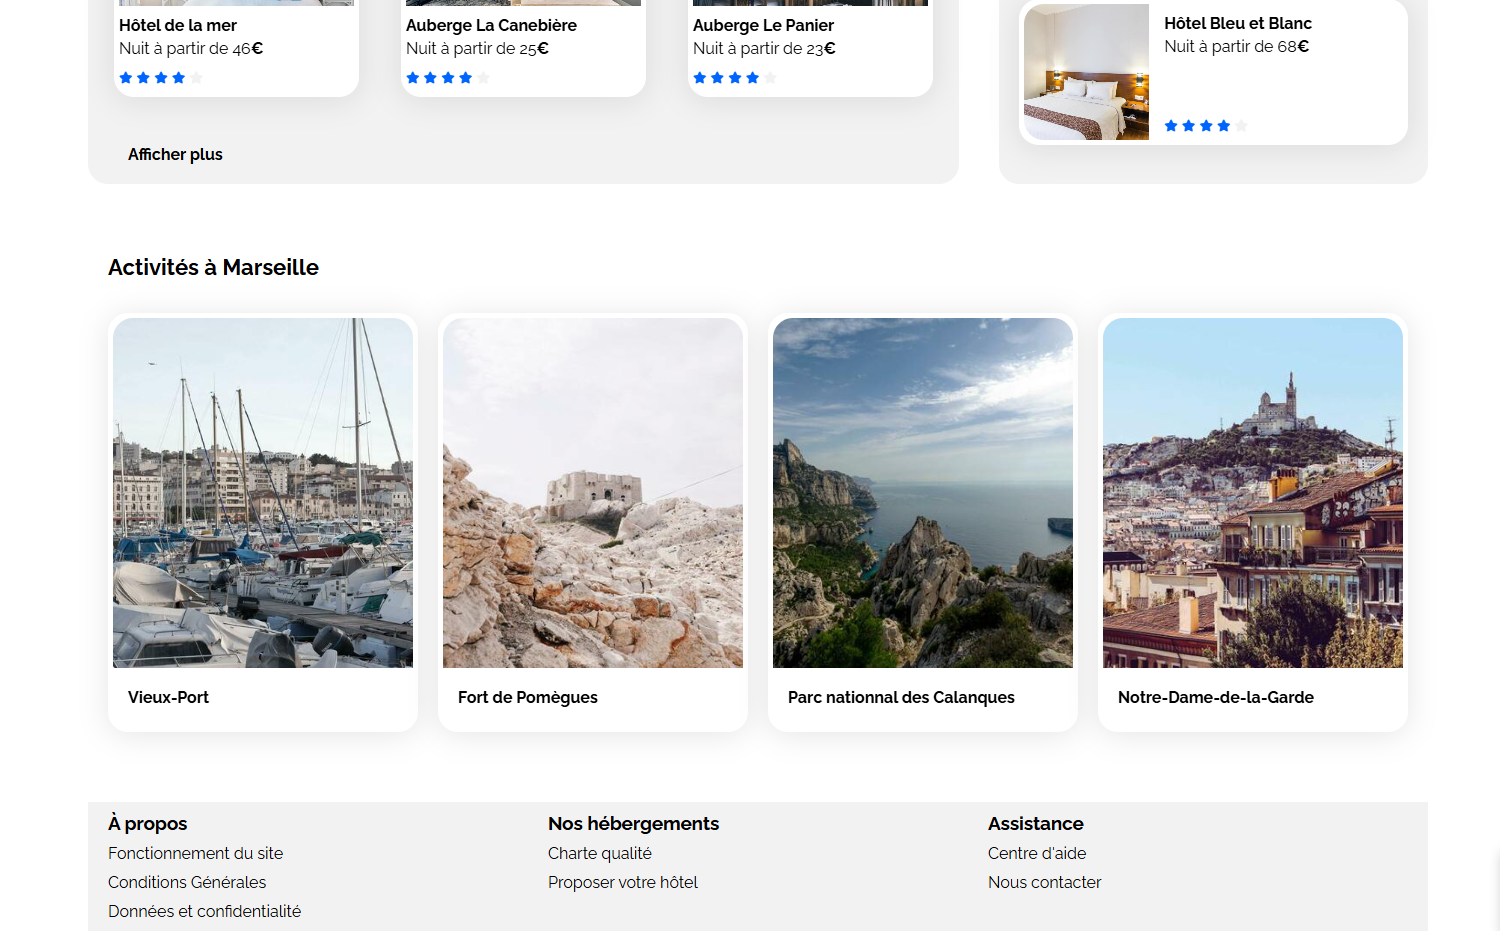 Hôtel de la mer
Nuit à partir de 46€
Auberge La Canebière
Nuit à partir de 25€
Auberge Le Panier
Nuit à partir de 23€
Afficher plus
Hôtel Bleu et Blanc
Nuit à partir de 68€
Activités à Marseille
Vieux-Port
Fort de Pomègues
Parc nationnal des Calanques
Notre-Dame-de-la-Garde
À propos
Fonctionnement du site
Conditions Générales
Données et confidentialité
Nos hébergements
Charte qualité
Proposer votre hôtel
Assistance
Centre d'aide
Nous contacter